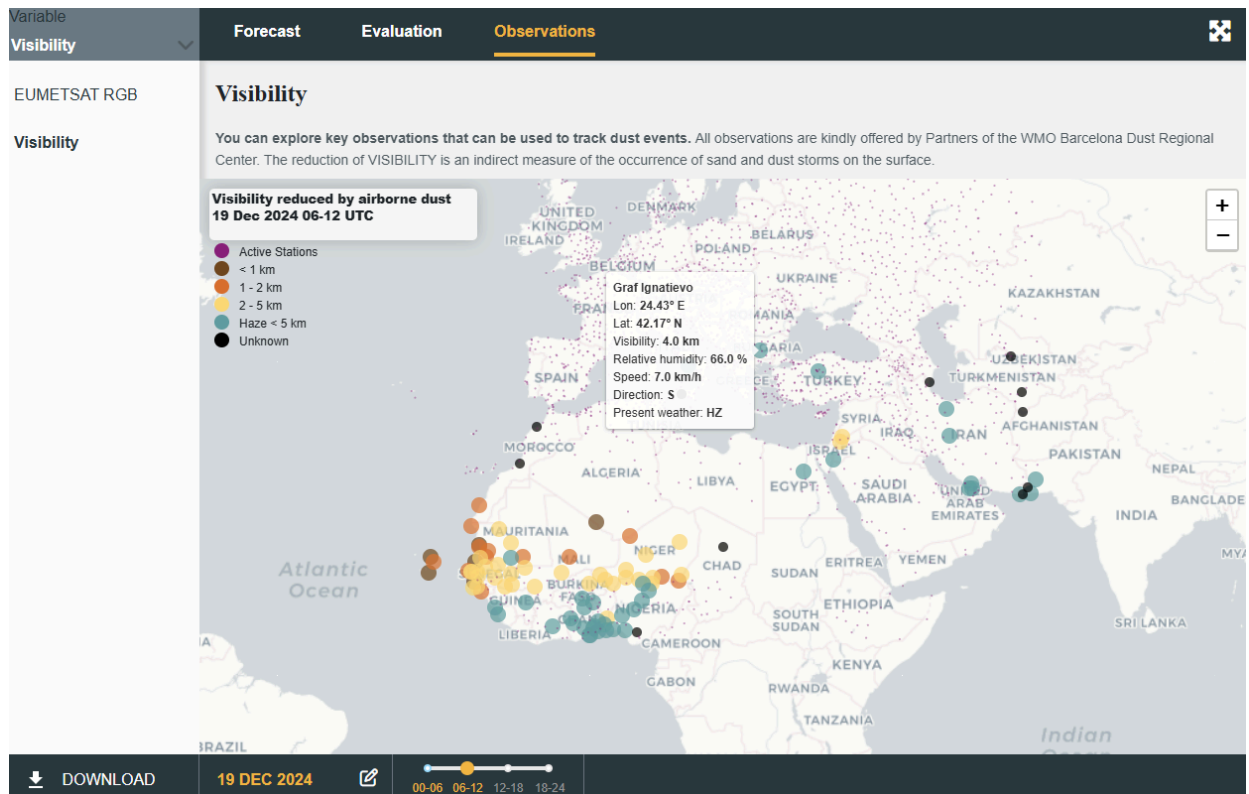 Variable
Visibility
Forecast
Evaluation
Observations
EUMETSAT RGB
Visibility
Visibility
You can explore key observations that can be used to track dust events. All observations are kindly offered by Partners of the WMO Barcelona Dust Regional
Center. The reduction of VISIBILITY is an indirect measure of the occurrence of sand and dust storms on the surface.
Visibility reduced by airborne dust
19 Dec 2024 06-12 UTC
Active Stations
< 1 km
1 - 2 km
2 - 5 km
Haze < 5 km
Unknown
+
−
Graf Ignatievo
Lon: 24.43° E
Lat: 42.17° N
Visibility: 4.0 km
Relative humidity: 66.0 %
Speed: 7.0 km/h
Direction: S
Present weather: HZ
UNITED
KINGDOM
DENMARK
IRELAND
BELARUS
POLAND
BELGIUM
UKRAINE
KAZAKHSTAN
SPAIN
TURKEY
UZBEKISTAN
TURKMENISTAN
SYRIA
IRAQ
IRAN
AFGHANISTAN
MOROCCO
ISRAEL
PAKISTAN
ALGERIA
LIBYA
EGYPT
SAUDI
ARABIA
UNITED
ARAB
EMIRATES
NEPAL
INDIA
BANGLADE
MAURITANIA
MALI
NIGER
CHAD
SUDAN
ERITREA
YEMEN
Atlantic
Ocean
SENEGAL
BURKINA
FASO
GUINEA
NIGERIA
ETHIOPIA
SOUTH
SUDAN
LIBERIA
CAMEROON
SRI LANKA
KENYA
GABON
RWANDA
TANZANIA
Indian
BRAZIL
DOWNLOAD
19 DEC 2024
00-06 06-12 12-18 18-24